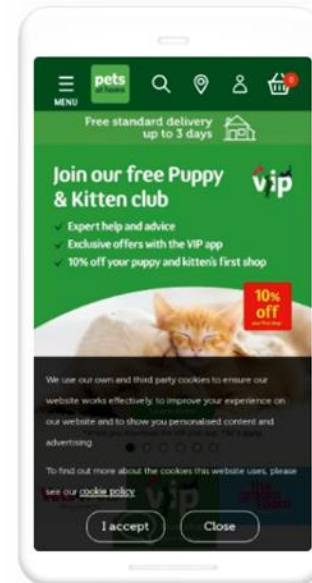 MENU
pets
at home
0
Free standard delivery
up to 3 days
Join our free Puppy
& Kitten club
vip
✓ Expert help and advice
✓ Exclusive offers with the VIP app
✓ 10% off your puppy and kitten's first shop
10%
off
We use our own and third party cookies to ensure our
website works effectively, to improve your experience on
our website and to show you personalised content and
advertising.
To find out more about the cookies this website uses, please
see our cookie policy
vip
I accept
Close